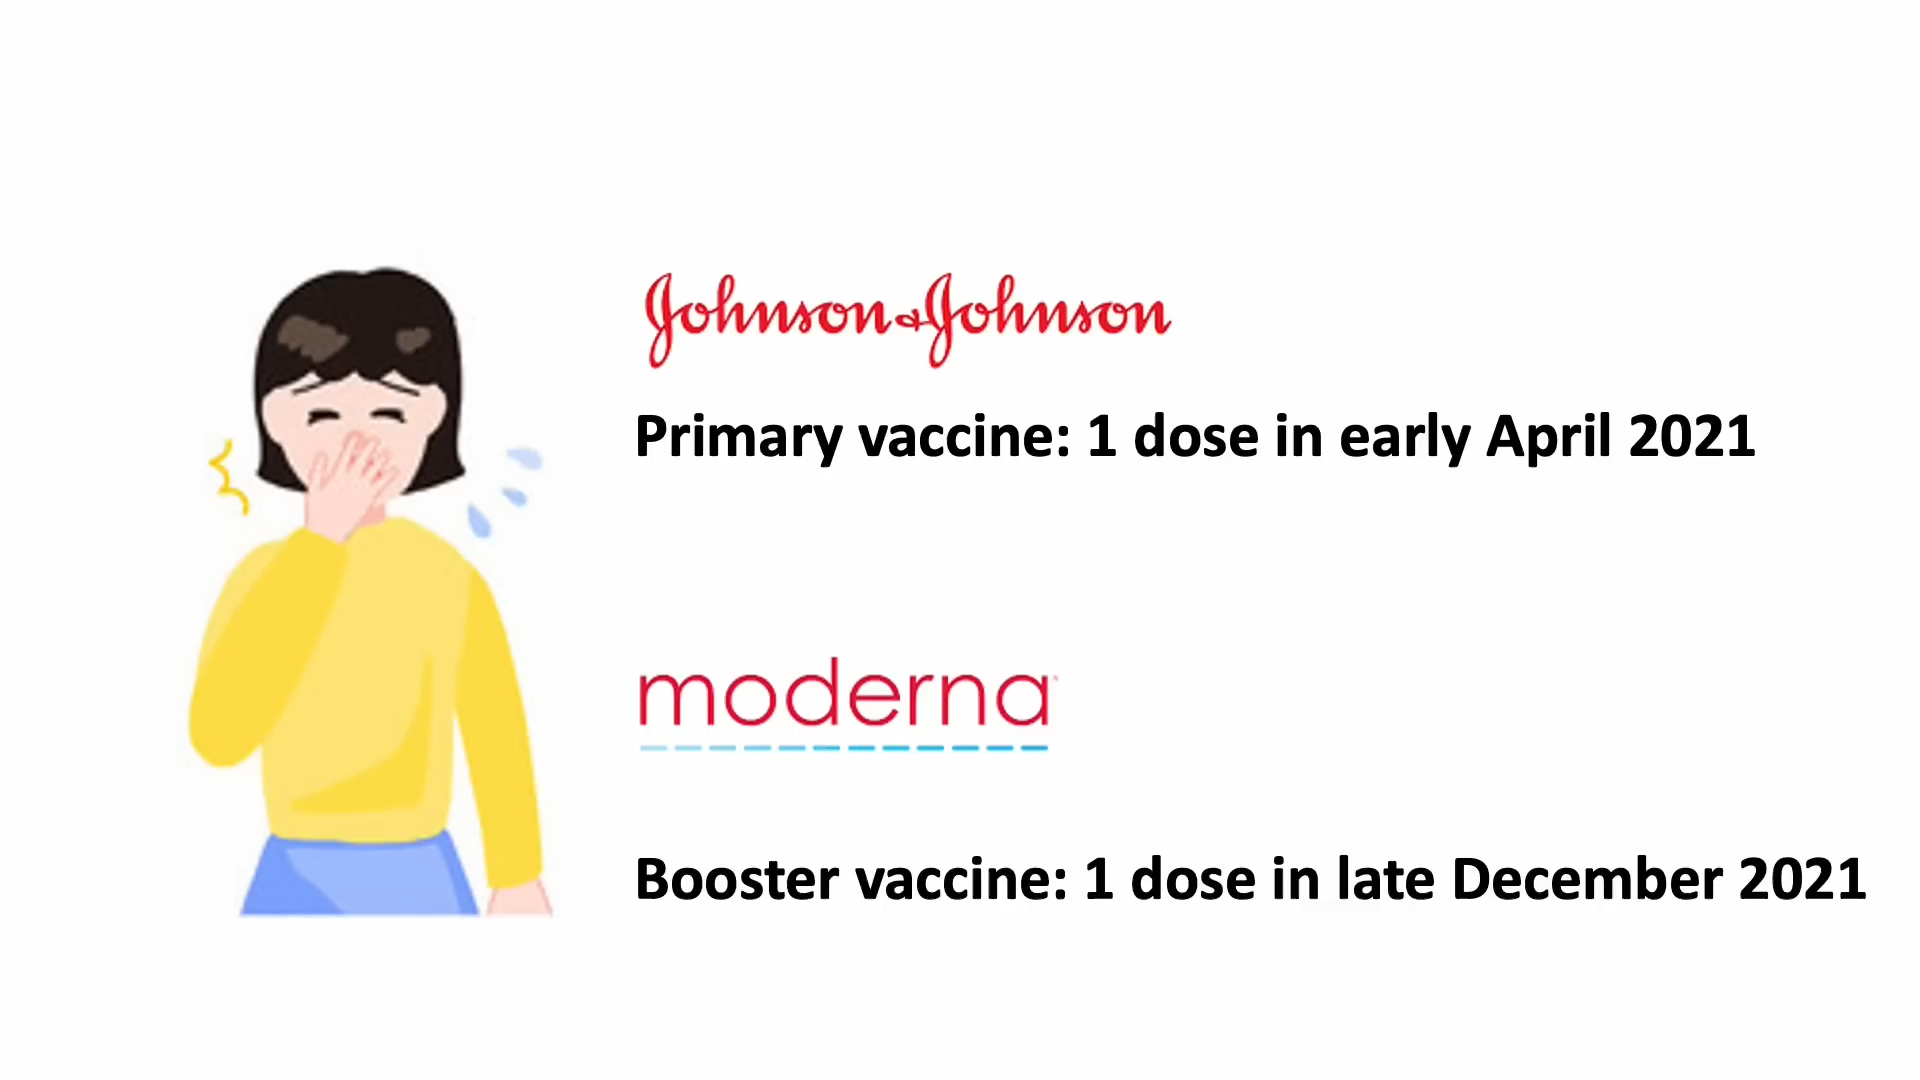 Johnson & Johnson
Primary vaccine: 1 dose in early April 2021
moderna
Booster vaccine: 1 dose in late December 2021